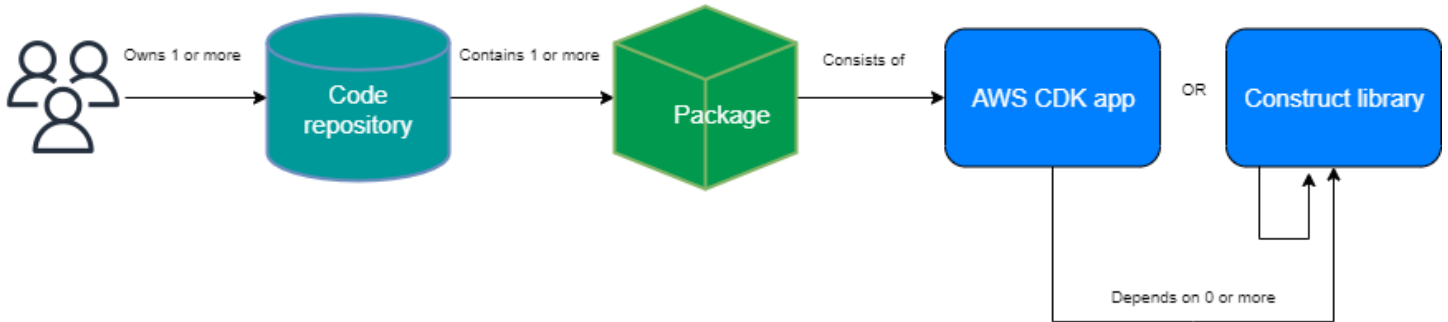 Owns 1 or more
Code
repository
Contains 1 or more
Package
Consists of
AWS CDK app
OR
Construct library
Depends on 0 or more